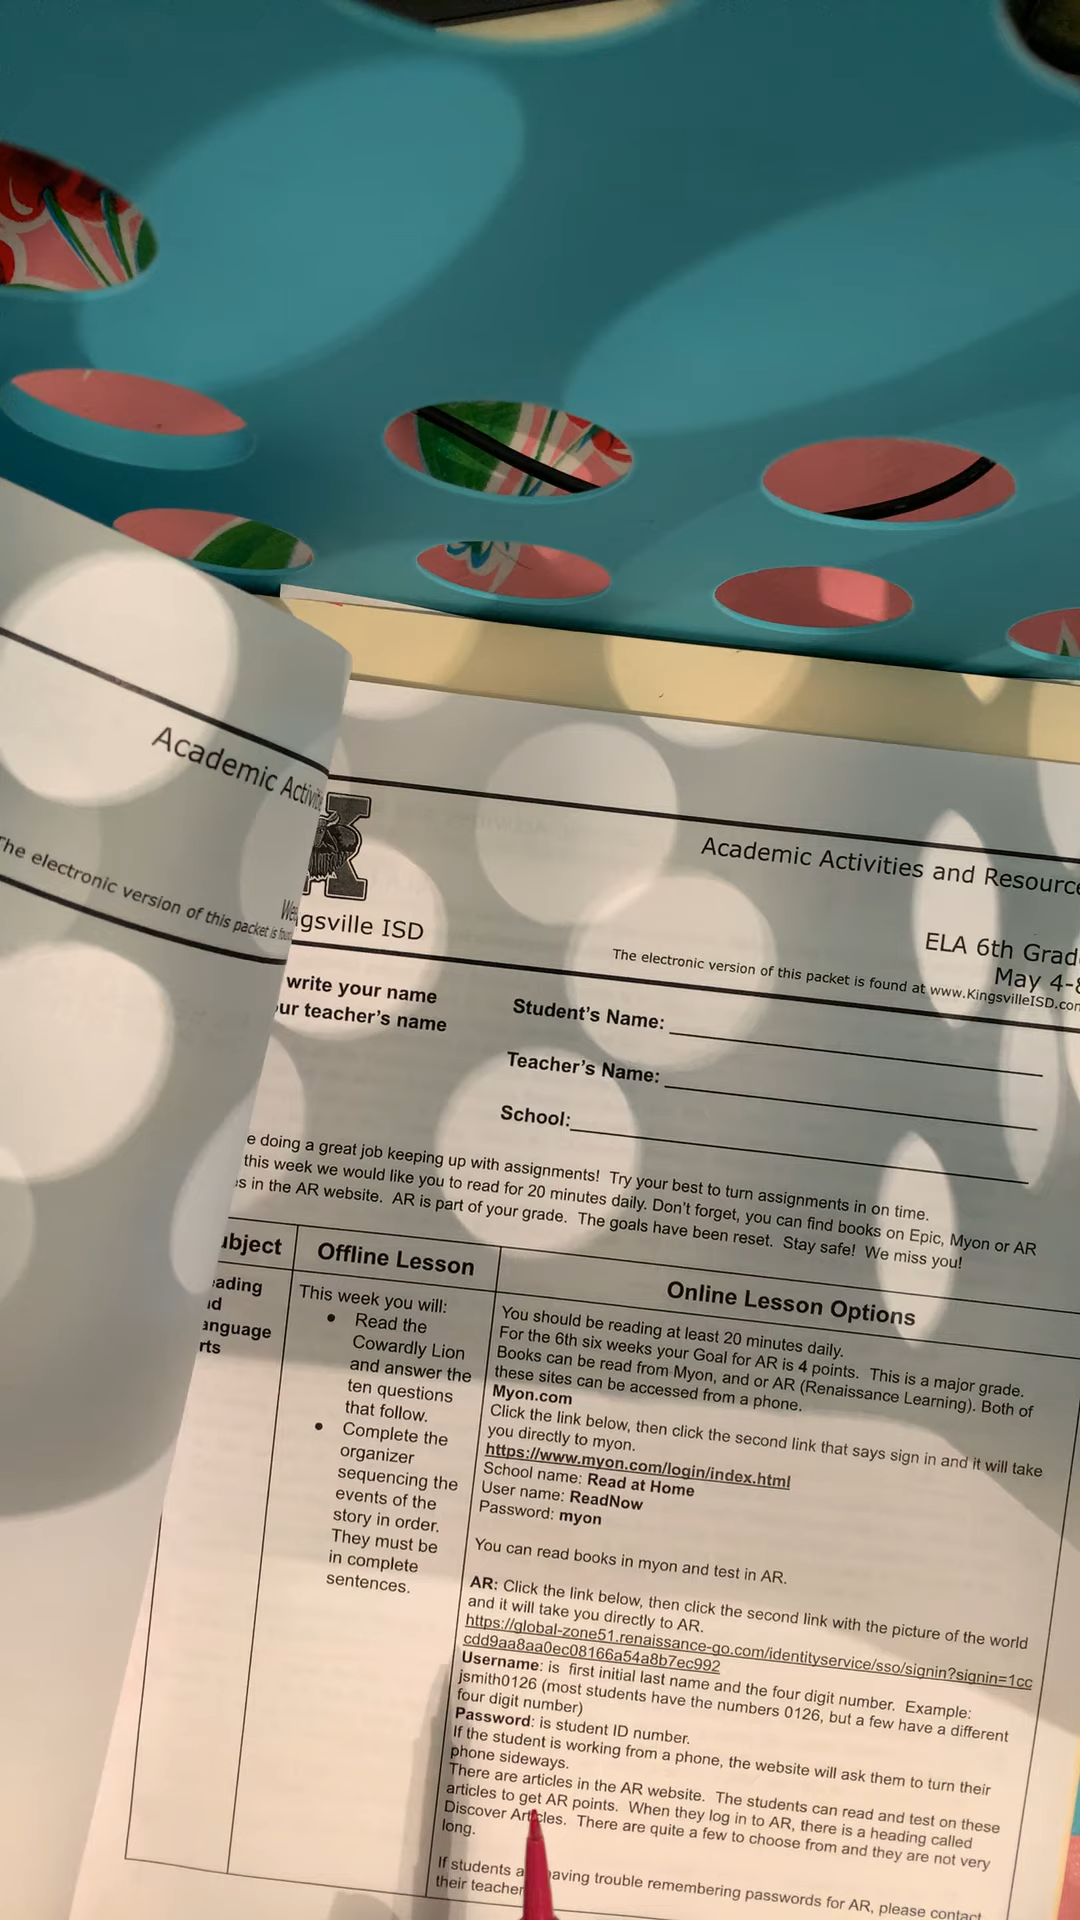 Academic Activi
The electronic version of this packet is
gsville ISD
Academic Activities and Resource
ELA 6th Grad
May 4-8
The electronic version of this packet is found at www.KingsvilleISD.com
write your name
ur teacher's name
Student's Name:
Teacher's Name:
School:
e doing a great job keeping up with assignments! Try your best to turn assignments in on time.
this week we would like you to read for 20 minutes daily. Don't forget, you can find books on Epic, Myon or AR
s in the AR website. AR is part of your grade. The goals have been reset. Stay safe! We miss you!
ubject
Offline Lesson
Online Lesson Options
ading
nd
anguage
rts
This week you will:
• Read the
Cowardly Lion
and answer the
ten questions
that follow.
• Complete the
organizer
sequencing the
events of the
story in order.
They must be
in complete
sentences.
You should be reading at least 20 minutes daily.
For the 6th six weeks your Goal for AR is 4 points. This is a major grade.
Books can be read from Myon, and or AR (Renaissance Learning). Both of
these sites can be accessed from a phone.
Myon.com
Click the link below, then click the second link that says sign in and it will take
you directly to myon.
https://www.myon.com/login/index.html
School name: Read at Home
User name: ReadNow
Password: myon
You can read books in myon and test in AR.
AR: Click the link below, then click the second link with the picture of the world
and it will take you directly to AR.
https://global-zone51.renaissance-go.com/identityservice/sso/signin?signin=1cc
cdd9aa8aa0ec08166a54a8b7ec992
Username: is first initial last name and the four digit number. Example:
jsmith0126 (most students have the numbers 0126, but a few have a different
four digit number)
Password: is student ID number.
If the student is working from a phone, the website will ask them to turn their
phone sideways.
There are articles in the AR website. The students can read and test on these
articles to get AR points. When they log in to AR, there is a heading called
Discover Articles. There are quite a few to choose from and they are not very
long.
If students a having trouble remembering passwords for AR, please contact
their teacher